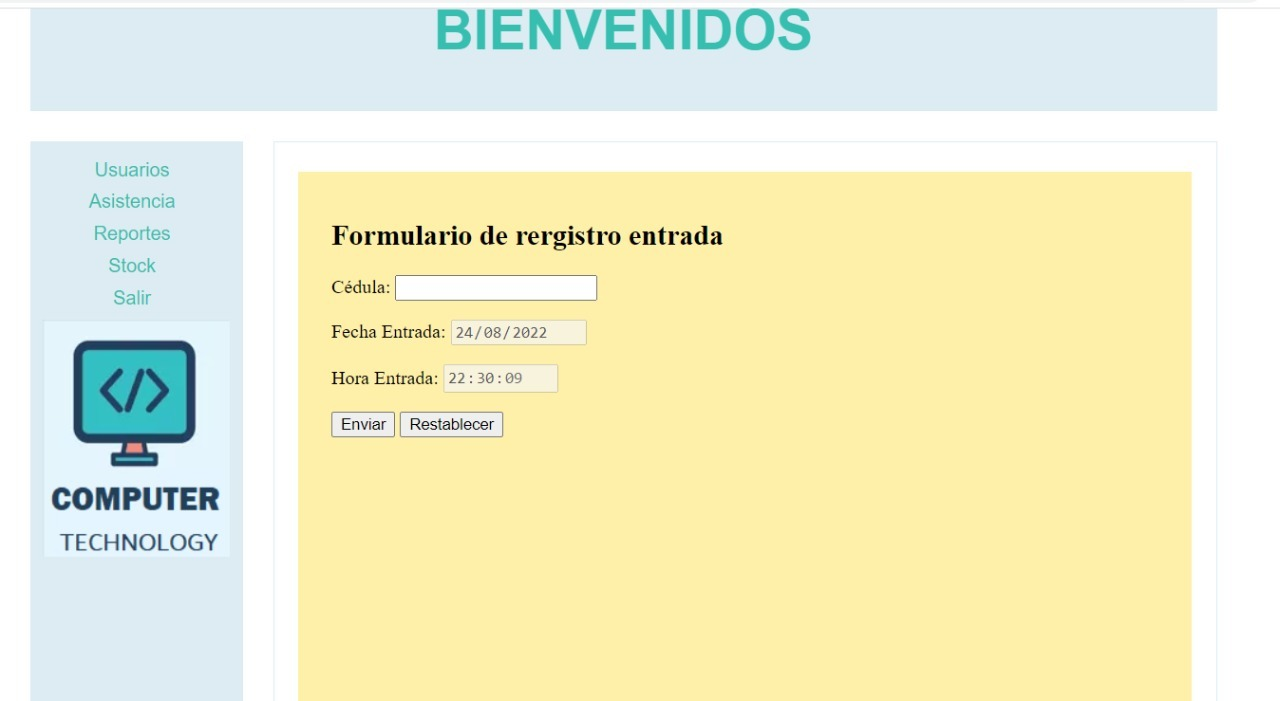 BIENVENIDOS
Usuarios
Asistencia
Reportes
Stock
Salir
</>
COMPUTER
TECHNOLOGY
Formulario de rergistro entrada
Cédula:
Fecha Entrada: 24/08/2022
Hora Entrada: 22:30:09
Enviar Restablecer